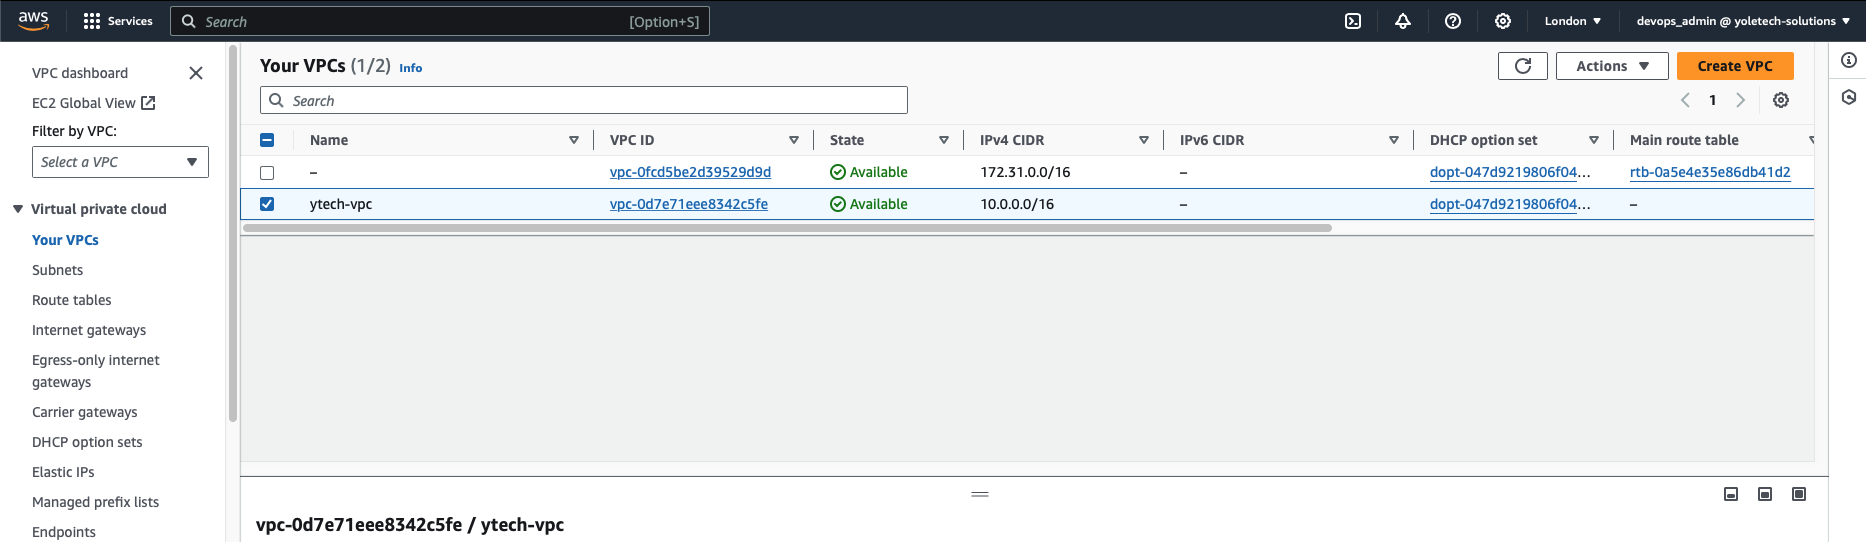 aws
Services
Search
[Option+S]
London
devops_admin @ yoletech-solutions
VPC dashboard
EC2 Global View
Filter by VPC:
Select a VPC
Virtual private cloud
Your VPCs
Subnets
Route tables
Internet gateways
Egress-only internet
gateways
Carrier gateways
DHCP option sets
Elastic IPs
Managed prefix lists
Endpoints
Your VPCs (1/2) Info
Actions
Create VPC
Search
1
Name VPC ID State IPv4 CIDR IPv6 CIDR DHCP option set Main route table
– vpc-0fcd5be2d39529d9d Available 172.31.0.0/16 – dopt-047d9219806f04... rtb-0a5e4e35e86db41d2
ytech-vpc vpc-0d7e71eee8342c5fe Available 10.0.0.0/16 – dopt-047d9219806f04... –
vpc-0d7e71eee8342c5fe / ytech-vpc